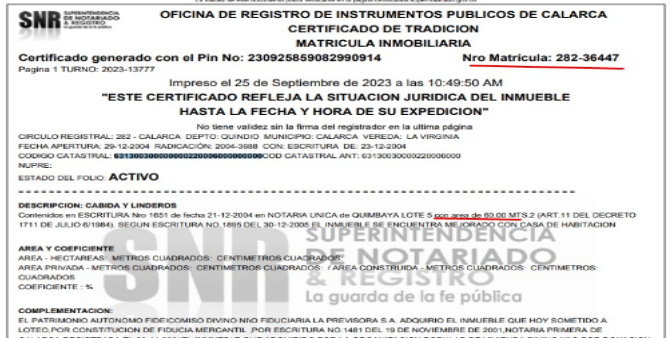 SNR SUPERINTENDENCIA DE NOTARIADO & REGISTRO
La guarda de la fe pública
OFICINA DE REGISTRO DE INSTRUMENTOS PUBLICOS DE CALARCA
CERTIFICADO DE TRADICION
MATRICULA INMOBILIARIA
Certificado generado con el Pin No: 230925859082990914 Nro Matrícula: 282-36447
Pagina 1 TURNO: 2023-13777
Impreso el 25 de Septiembre de 2023 a las 10:49:50 AM
"ESTE CERTIFICADO REFLEJA LA SITUACION JURIDICA DEL INMUEBLE
HASTA LA FECHA Y HORA DE SU EXPEDICION"
No tiene validez sin la firma del registrador en la ultima página
CIRCULO REGISTRAL: 282 - CALARCA DEPTO: QUINDIO MUNICIPIO: CALARCA VEREDA: LA VIRGINIA
FECHA APERTURA: 29-12-2004 RADICACIÓN: 2004-3688 CON: ESCRITURA DE: 23-12-2004
CODIGO CATASTRAL: COD CATASTRAL ANT: 63130030000220006000
NUPRE:
ESTADO DEL FOLIO: ACTIVO
DESCRIPCION: CABIDA Y LINDEROS
Contenidos en ESCRITURA Nro 1651 de fecha 21-12-2004 en NOTARIA UNICA de QUIMBAYA LOTE 5 con area de 60.00 MTS.2 (ART.11 DEL DECRETO
1711 DE JULIO 6/1984). SEGUN ESCRITURA NO.1895 DEL 30-12-2005 EL INMUEBLE SE ENCUENTRA MEJORADO CON CASA DE HABITACION
AREA Y COEFICIENTE
AREA - HECTAREAS: METROS CUADRADOS: CENTIMETROS CUADRADOS:
AREA PRIVADA - METROS CUADRADOS: CENTIMETROS CUADRADOS: / AREA CONSTRUIDA - METROS CUADRADOS: CENTIMETROS:
CUADRADOS
COEFICIENTE : %
SNR SUPERINTENDENCIA
DE NOTARIADO
& REGISTRO
La guarda de la fe pública
COMPLEMENTACION:
EL PATRIMONIO AUTONOMO FIDEICOMISO DIVINO NIÑO FIDUCIARIA LA PREVISORA S.A. ADQUIRIO EL INMUEBLE QUE HOY SOMETIDO A
LOTEO,POR CONSTITUCION DE FIDUCIA MERCANTIL ,POR ESCRITURA NO.1481 DEL 19 DE NOVIEMBRE DE 2001,NOTARIA PRIMERA DE